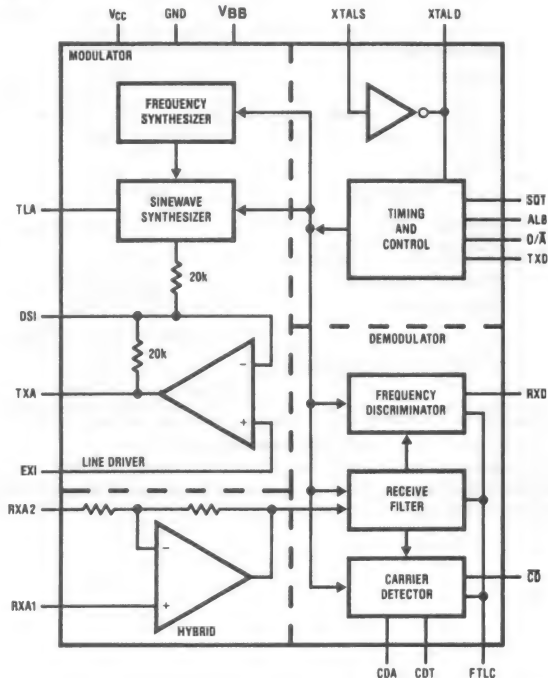 VCC GND VBB XTALS XTALD
MODULATOR
FREQUENCY
SYNTHESIZER
TLA
SINEWAVE
SYNTHESIZER
TIMING
AND
CONTROL
SQT
ALB
O/A̅
TXD
20k
DSI
20k
DEMODULATOR
TXA
-
+
FREQUENCY
DISCRIMINATOR
RXD
EXI
LINE DRIVER
RXA2
RECEIVE
FILTER
-
+
RXA1
HYBRID
CARRIER
DETECTOR
C̅D̅
CDA CDT FTLC